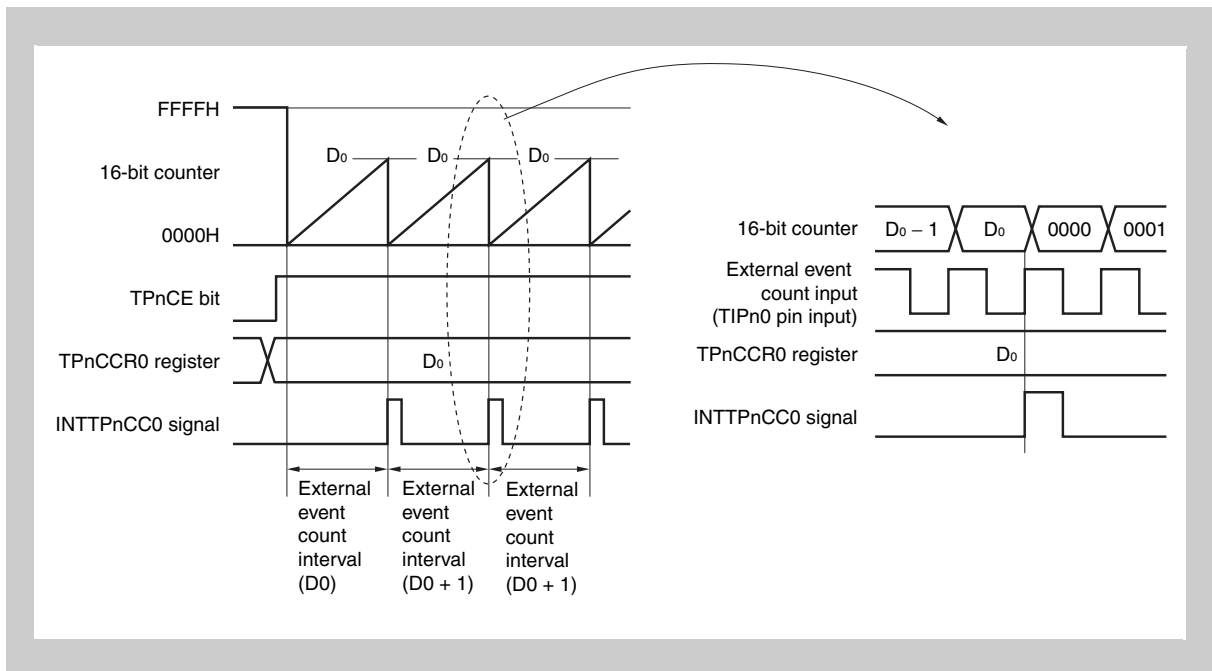 FFFFH
D₀
D₀
D₀
16-bit counter
0000H
TPnCE bit
TPnCCR0 register
D₀
INTTPnCC0 signal
External
event
count
interval
(D0)
External
event
count
interval
(D0 + 1)
External
event
count
interval
(D0 + 1)
16-bit counter
D₀ – 1
D₀
0000
0001
External event
count input
(TIPn0 pin input)
TPnCCR0 register
D₀
INTTPnCC0 signal